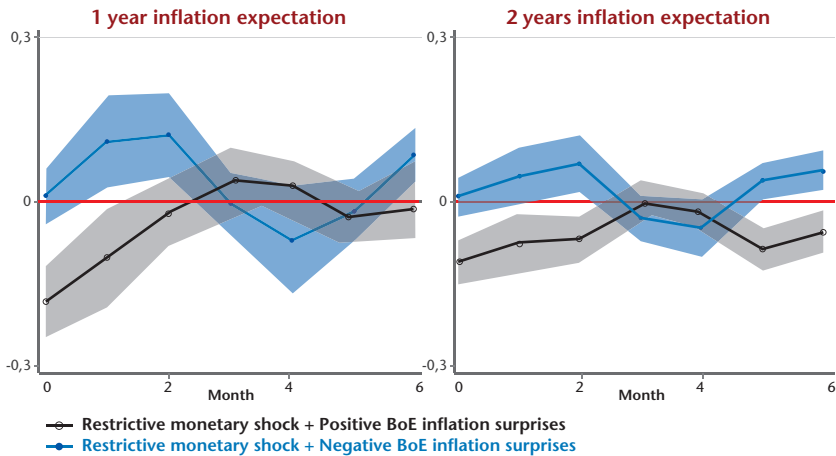 1 year inflation expectation
0,3
0
-0,3
0 2 4 6
Month
2 years inflation expectation
0,3
0
-0,3
0 2 4 6
Month
Restrictive monetary shock + Positive BoE inflation surprises
Restrictive monetary shock + Negative BoE inflation surprises